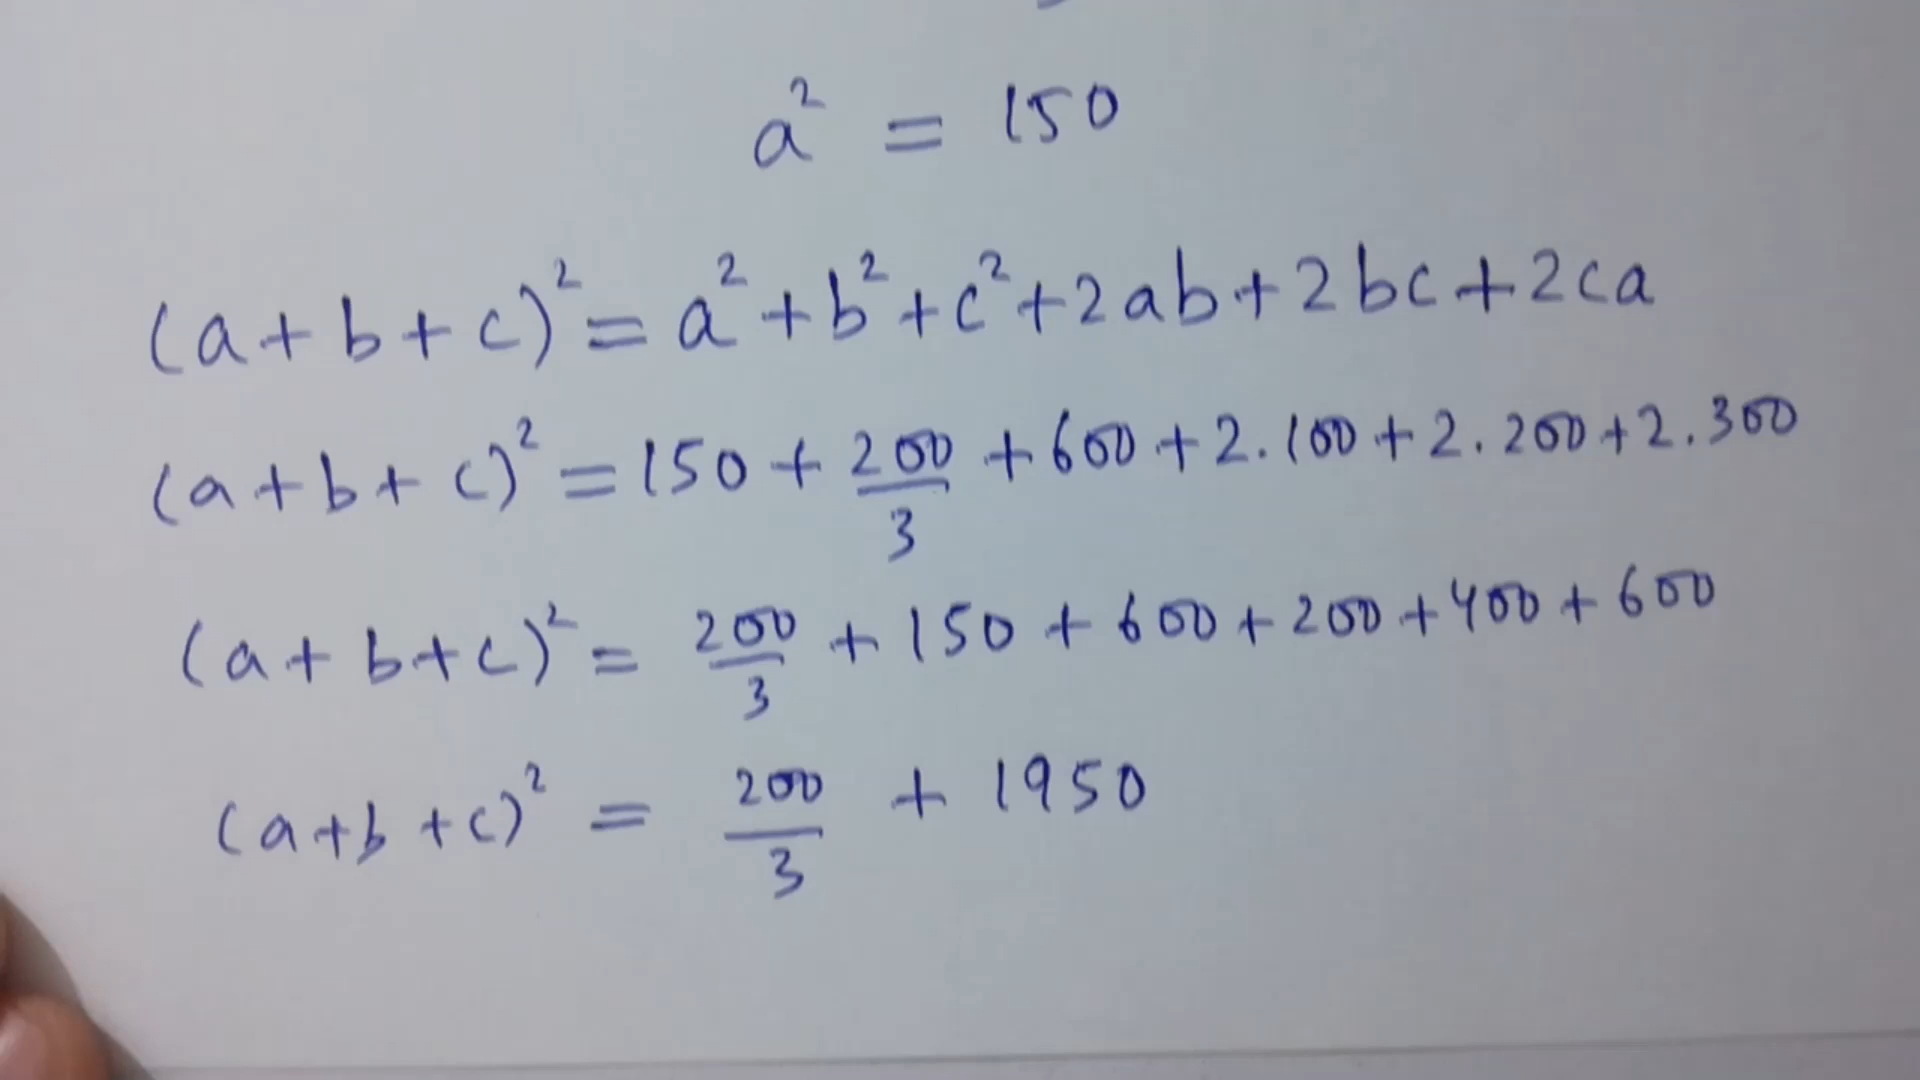 a² = 150
(a+b+c)² = a²+b²+c²+2ab+2bc+2ca
(a+b+c)² = 150 + 200/3 + 600 + 2.100 + 2.200 + 2.300
(a+b+c)² = 200/3 + 150 + 600 + 200 + 400 + 600
(a+b+c)² = 200/3 + 1950